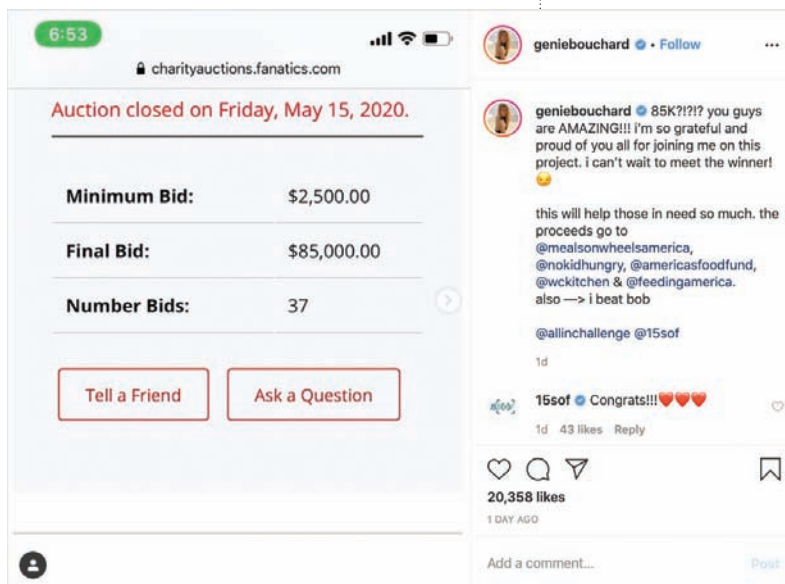 6:53
charityauctions.fanatics.com
Auction closed on Friday, May 15, 2020.
Minimum Bid: $2,500.00
Final Bid: $85,000.00
Number Bids: 37
Tell a Friend Ask a Question
geniebouchard • Follow
geniebouchard 85K?!?!? you guys
are AMAZING!!! i'm so grateful and
proud of you all for joining me on this
project. i can't wait to meet the winner!
😏
this will help those in need so much. the
proceeds go to
@mealsonwheelsamerica,
@nokidhungry, @americasfoodfund,
@wckitchen & @feedingamerica.
also —> i beat bob
@allinchallenge @15sof
1d
15sof Congrats!!!❤️❤️❤️
1d 43 likes Reply
20,358 likes
1 DAY AGO
Add a comment... Post